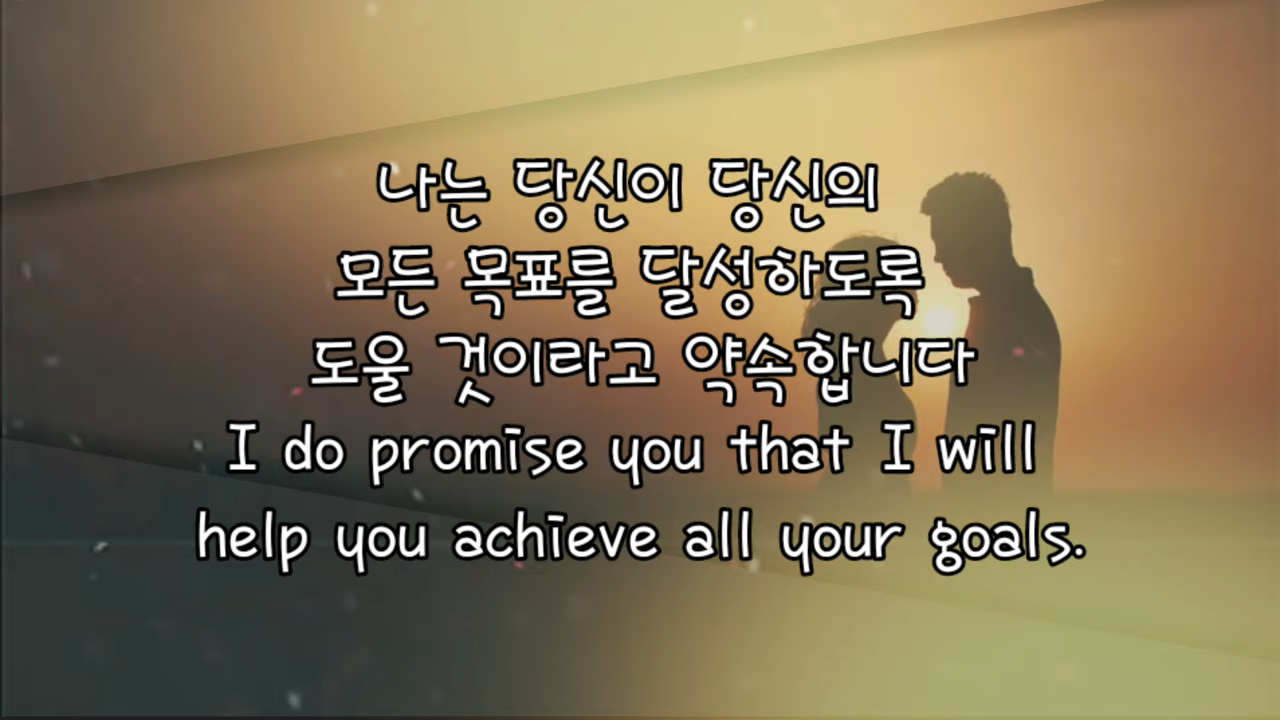 나는 당신이 당신의
모든 목표를 달성하도록
도울 것이라고 약속합니다
I do promise you that I will
help you achieve all your goals.